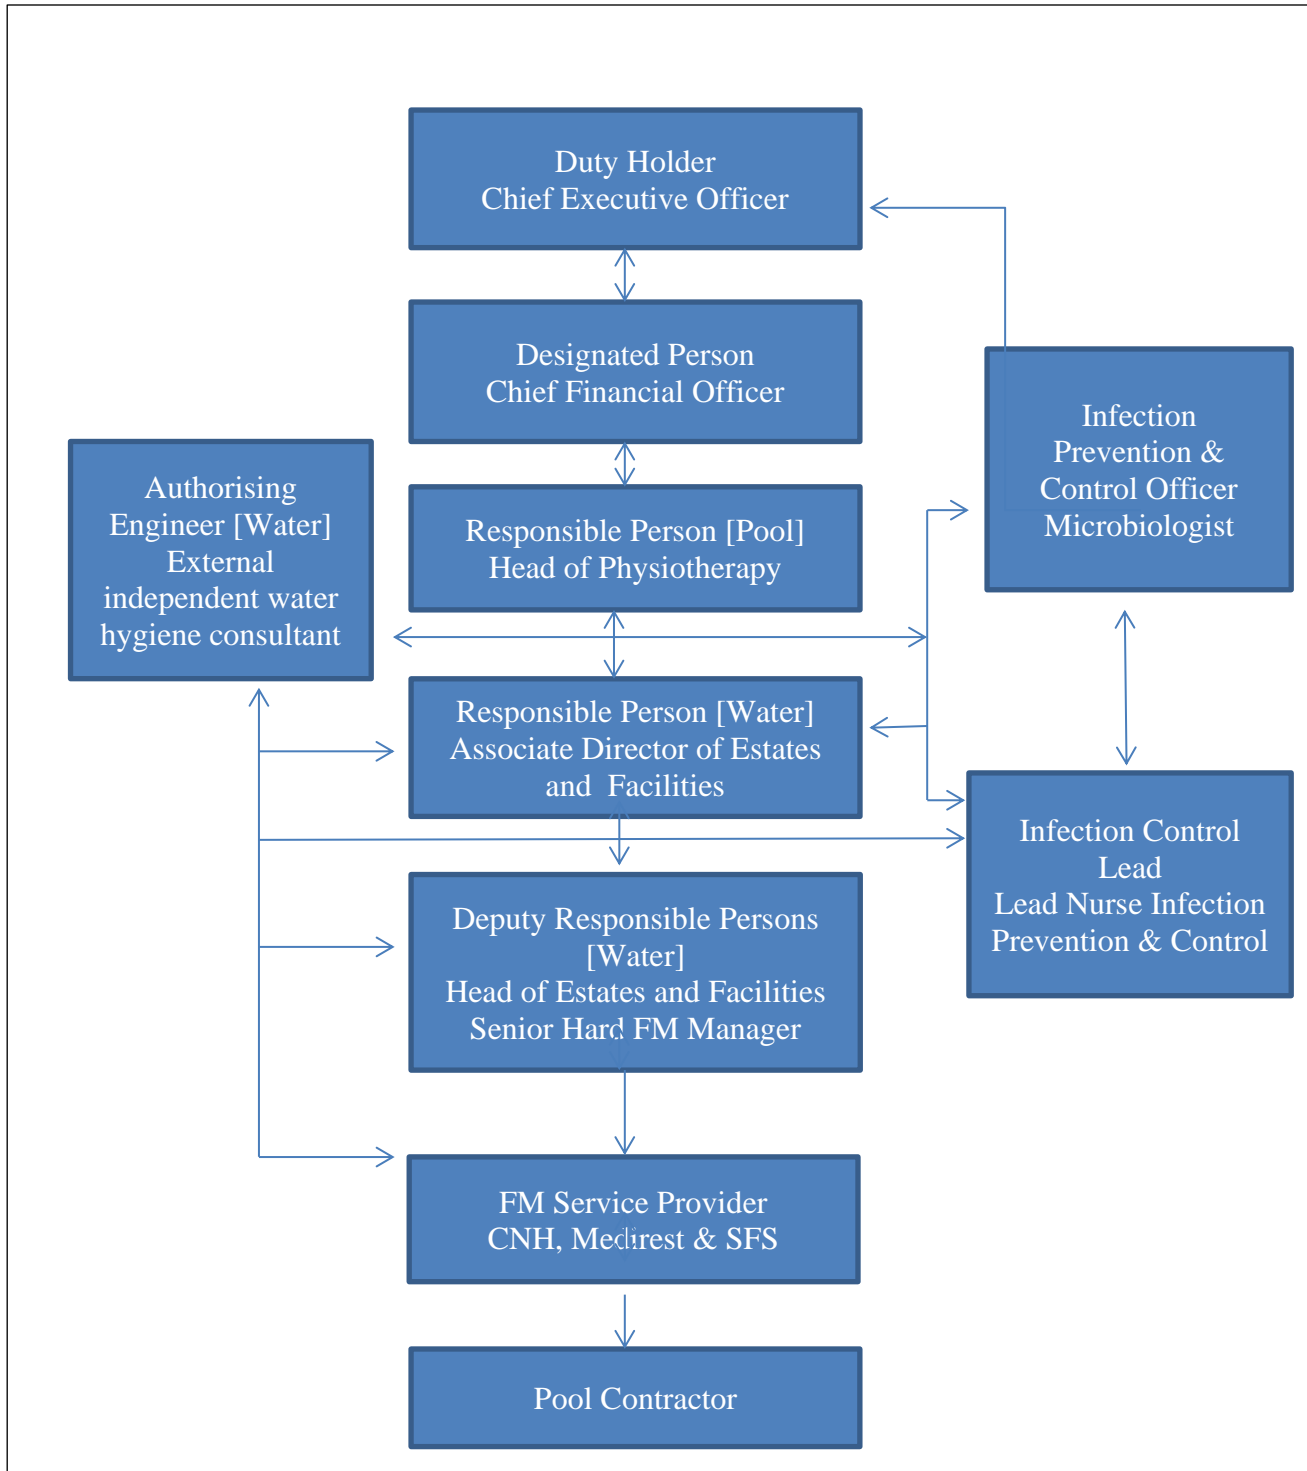 Duty Holder
Chief Executive Officer
Designated Person
Chief Financial Officer
Infection
Prevention &
Control Officer
Microbiologist
Authorising
Engineer [Water]
External
independent water
hygiene consultant
Responsible Person [Pool]
Head of Physiotherapy
Responsible Person [Water]
Associate Director of Estates
and Facilities
Infection Control
Lead
Lead Nurse Infection
Prevention & Control
Deputy Responsible Persons
[Water]
Head of Estates and Facilities
Senior Hard FM Manager
FM Service Provider
CNH, Medirest & SFS
Pool Contractor